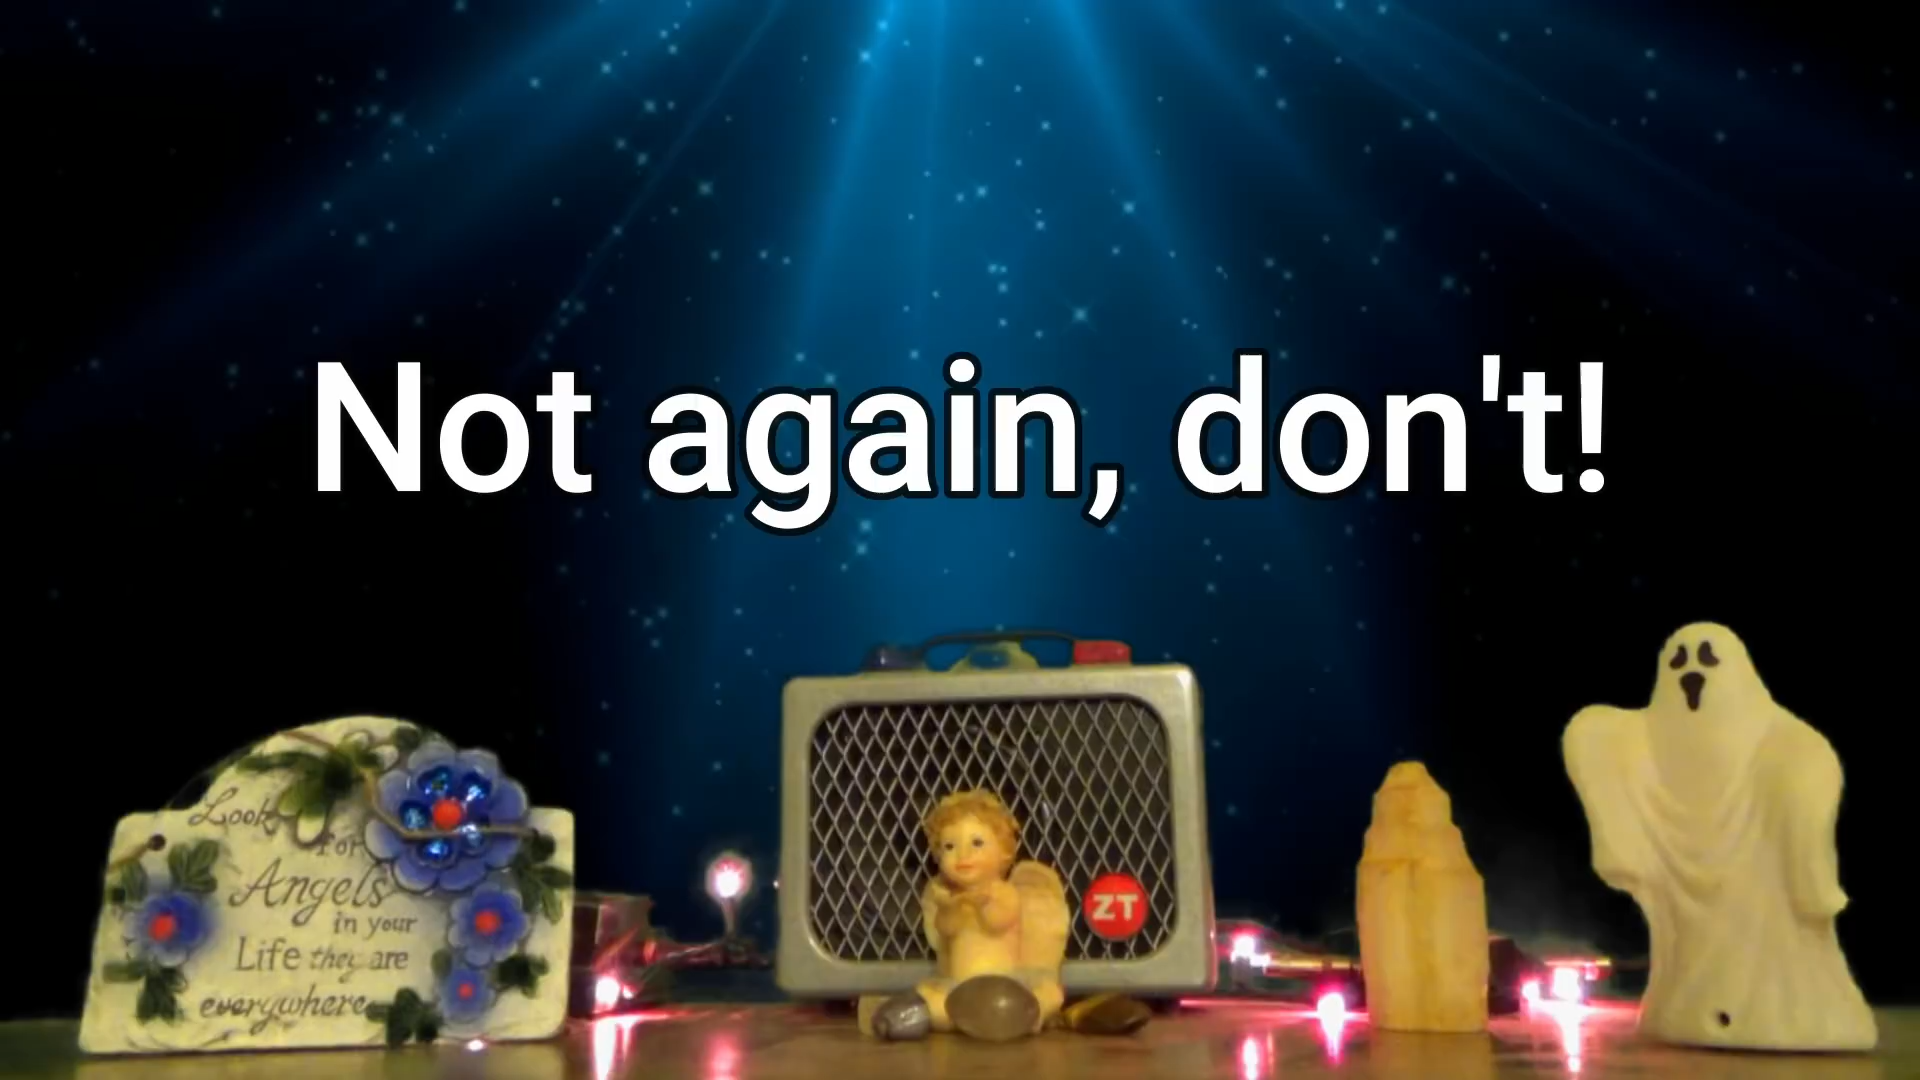 Not again, don't!
Look
for
Angels
in your
Life they are
everywhere
ZT